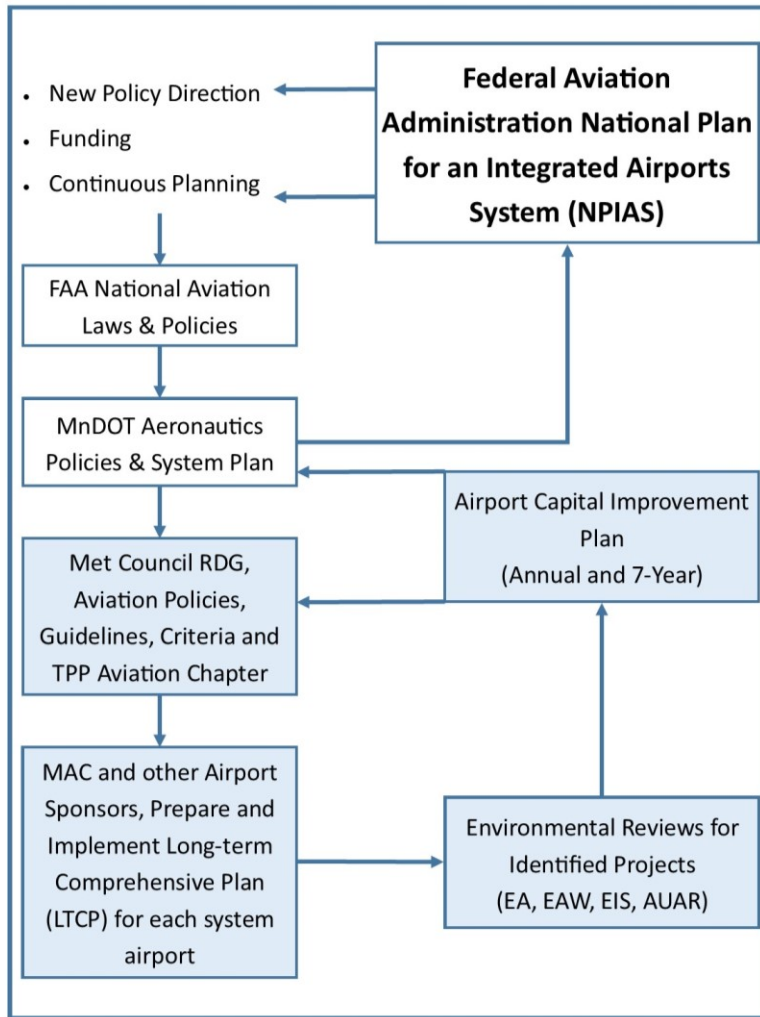 • New Policy Direction
• Funding
• Continuous Planning
Federal Aviation
Administration National Plan
for an Integrated Airports
System (NPIAS)
FAA National Aviation
Laws & Policies
MnDOT Aeronautics
Policies & System Plan
Airport Capital Improvement
Plan
(Annual and 7-Year)
Met Council RDG,
Aviation Policies,
Guidelines, Criteria and
TPP Aviation Chapter
MAC and other Airport
Sponsors, Prepare and
Implement Long-term
Comprehensive Plan
(LTCP) for each system
airport
Environmental Reviews for
Identified Projects
(EA, EAW, EIS, AUAR)